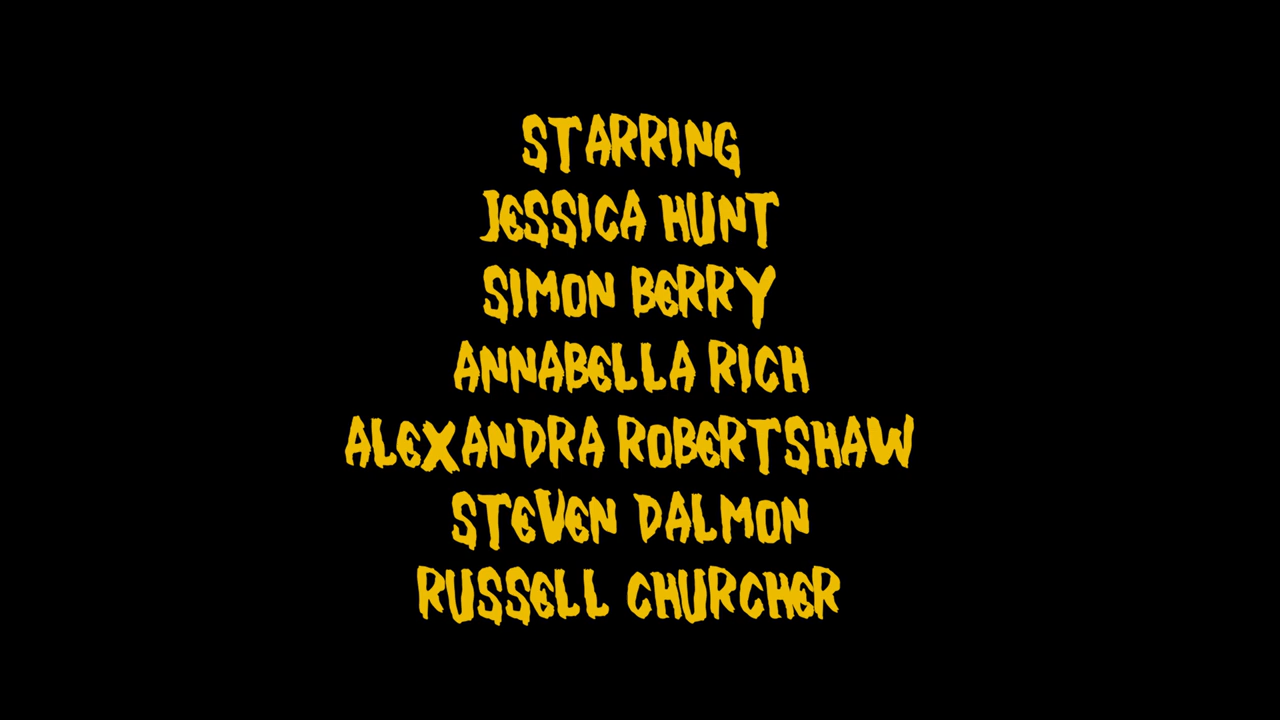 STARRING
JESSICA HUNT
SIMON BERRY
ANNABELLA RICH
ALEXANDRA ROBERTSHAW
STEVEN DALMON
RUSSELL CHURCHER